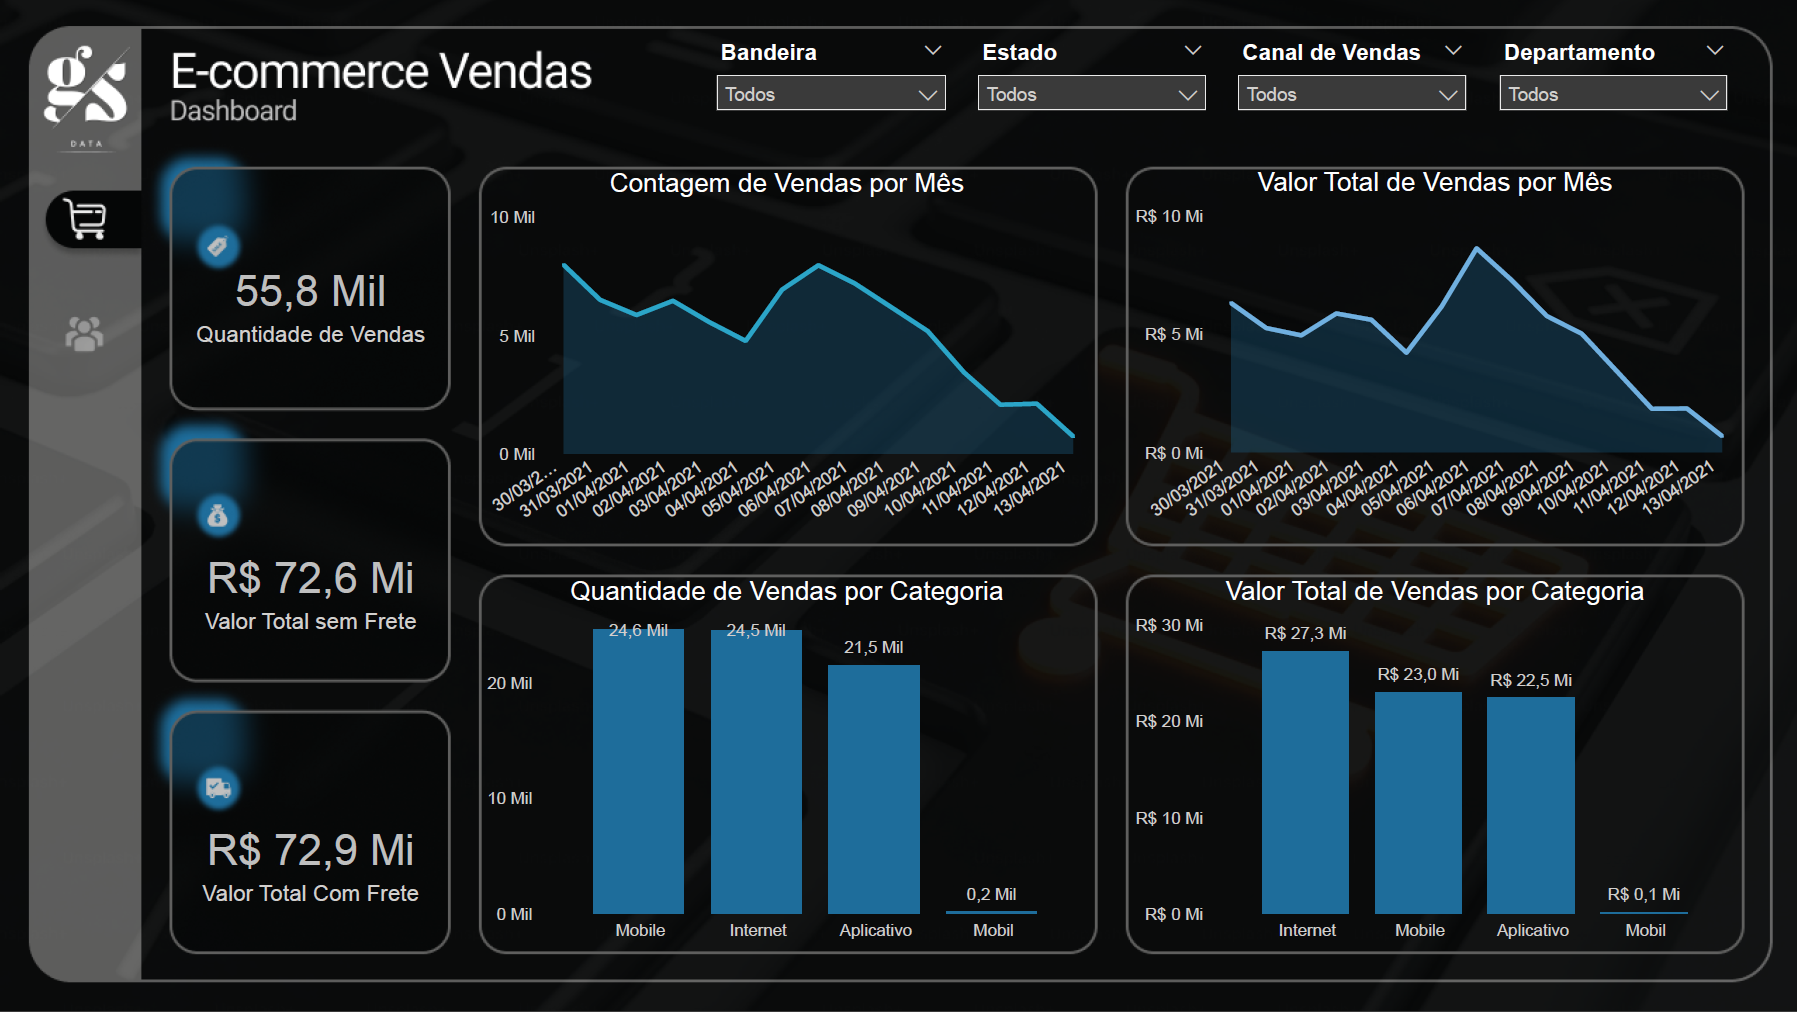 gs
DATA
E-commerce Vendas
Dashboard
Bandeira
Todos
Estado
Todos
Canal de Vendas
Todos
Departamento
Todos
55,8 Mil
Quantidade de Vendas
R$ 72,6 Mi
Valor Total sem Frete
R$ 72,9 Mi
Valor Total Com Frete
Contagem de Vendas por Mês
10 Mil
5 Mil
0 Mil
30/03/2...
31/03/2021
01/04/2021
02/04/2021
03/04/2021
04/04/2021
05/04/2021
06/04/2021
07/04/2021
08/04/2021
09/04/2021
10/04/2021
11/04/2021
12/04/2021
13/04/2021
Valor Total de Vendas por Mês
R$ 10 Mi
R$ 5 Mi
R$ 0 Mi
30/03/2021
31/03/2021
01/04/2021
02/04/2021
03/04/2021
04/04/2021
05/04/2021
06/04/2021
07/04/2021
08/04/2021
09/04/2021
10/04/2021
11/04/2021
12/04/2021
13/04/2021
Quantidade de Vendas por Categoria
24,6 Mil
24,5 Mil
21,5 Mil
0,2 Mil
20 Mil
10 Mil
0 Mil
Mobile
Internet
Aplicativo
Mobil
Valor Total de Vendas por Categoria
R$ 30 Mi
R$ 20 Mi
R$ 10 Mi
R$ 0 Mi
R$ 27,3 Mi
R$ 23,0 Mi
R$ 22,5 Mi
R$ 0,1 Mi
Internet
Mobile
Aplicativo
Mobil